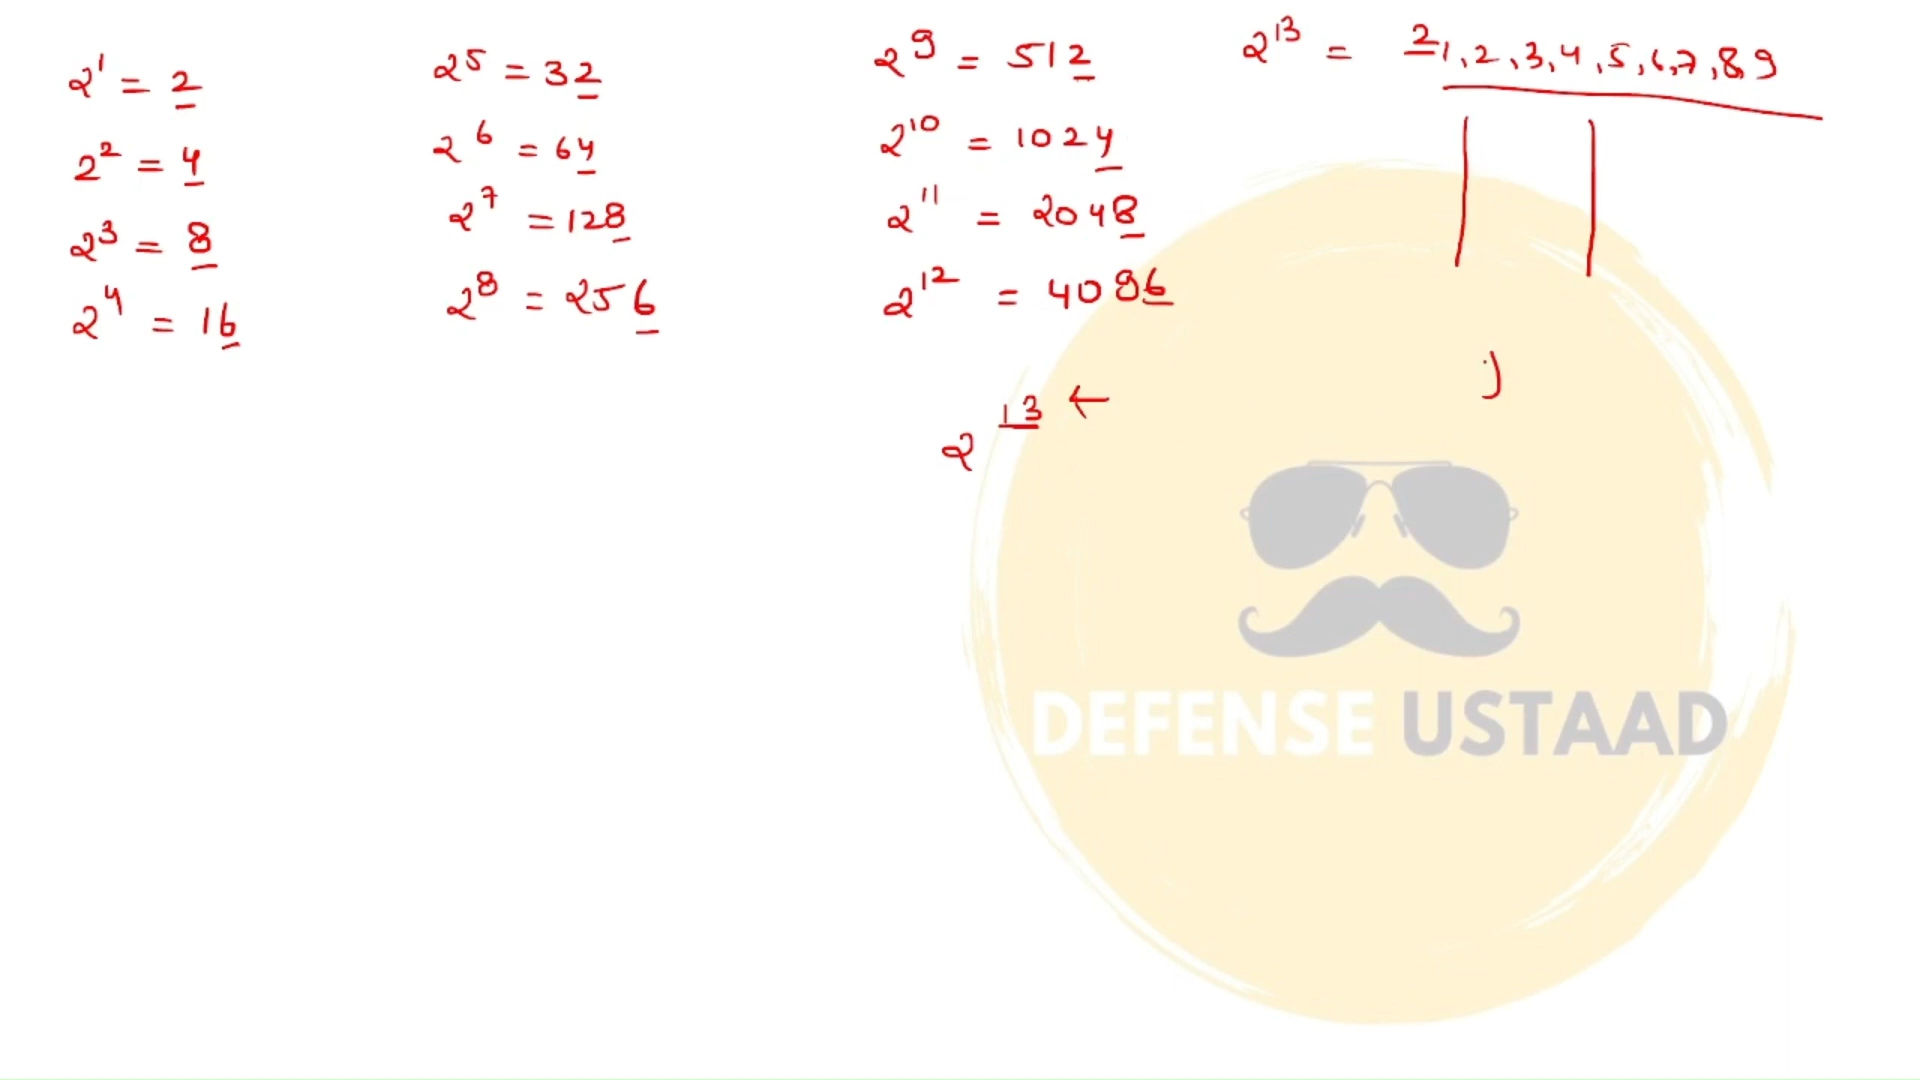 2¹ = 2
2² = 4
2³ = 8
2⁴ = 16
2⁵ = 32
2⁶ = 64
2⁷ = 128
2⁸ = 256
2⁹ = 512
2¹⁰ = 1024
2¹¹ = 2048
2¹² = 4096
2¹³ ←
2¹³ = 2
1,2,3,4,5,6,7,8,9
DEFENSE USTAAD